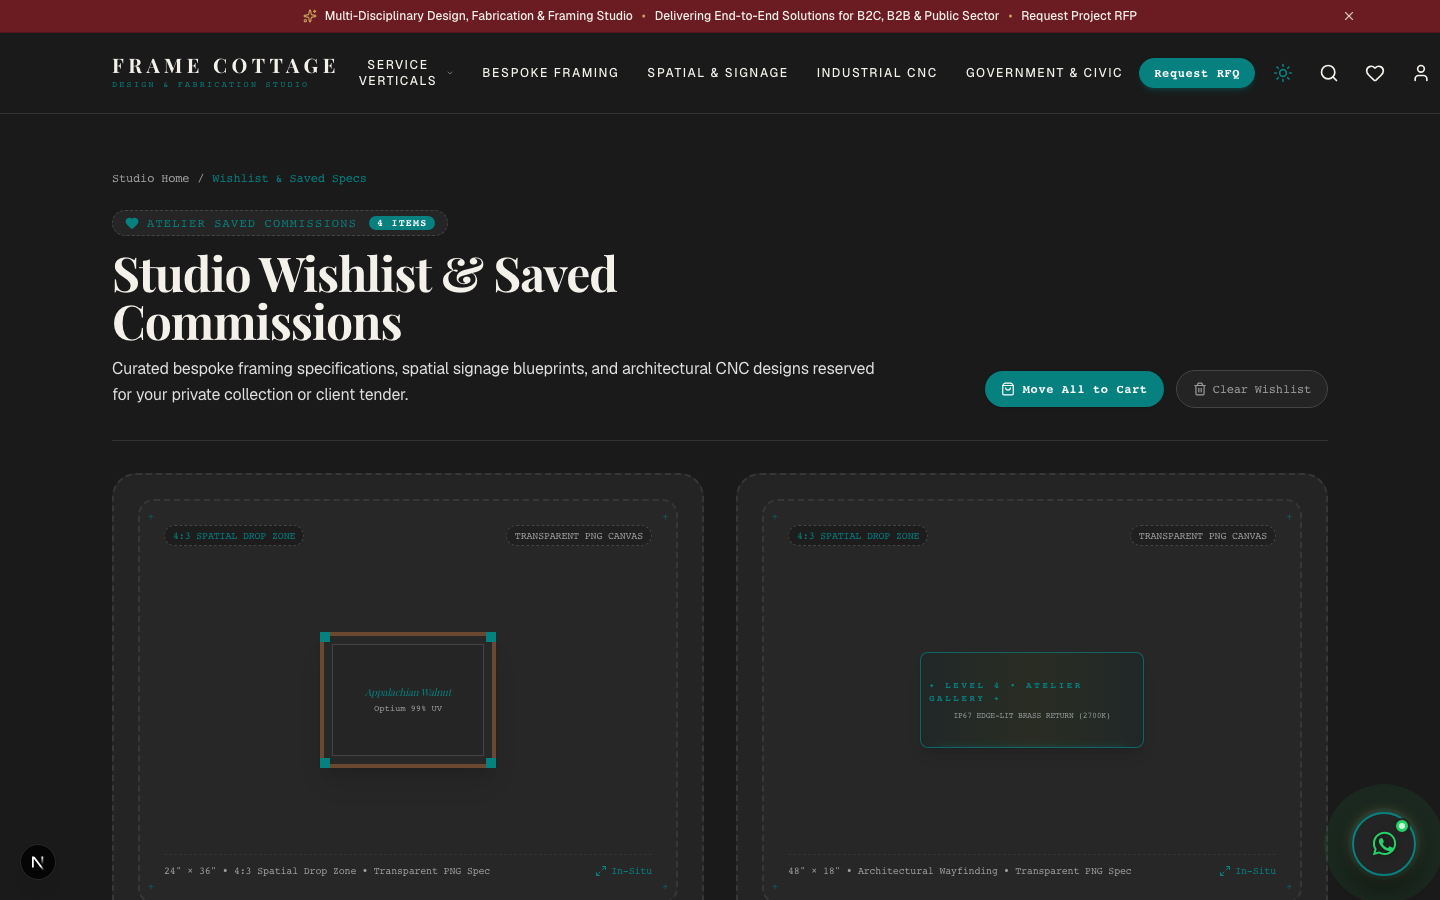 Multi-Disciplinary Design, Fabrication & Framing Studio • Delivering End-to-End Solutions for B2C, B2B & Public Sector • Request Project RFP
FRAME COTTAGE
DESIGN & FABRICATION STUDIO
SERVICE
VERTICALS
BESPOKE FRAMING
SPATIAL & SIGNAGE
INDUSTRIAL CNC
GOVERNMENT & CIVIC
Request RFQ
Studio Home / Wishlist & Saved Specs
ATELIER SAVED COMMISSIONS 4 ITEMS
Studio Wishlist & Saved
Commissions
Curated bespoke framing specifications, spatial signage blueprints, and architectural CNC designs reserved
for your private collection or client tender.
Move All to Cart
Clear Wishlist
4:3 SPATIAL DROP ZONE
TRANSPARENT PNG CANVAS
Appalachian Walnut
Optium 99% UV
24" × 36" • 4:3 Spatial Drop Zone • Transparent PNG Spec
In-Situ
4:3 SPATIAL DROP ZONE
TRANSPARENT PNG CANVAS
✦ LEVEL 4 • ATELIER
GALLERY ✦
IP67 EDGE-LIT BRASS RETURN (2700K)
48" × 18" • Architectural Wayfinding • Transparent PNG Spec
In-Situ
N